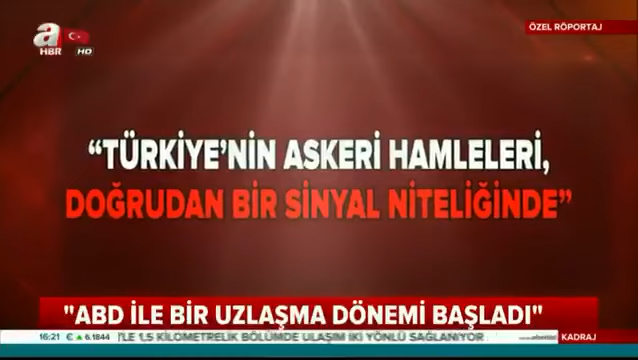 a
HBR
HD
ÖZEL RÖPORTAJ
“TÜRKİYE’NİN ASKERİ HAMLELERİ,
DOĞRUDAN BİR SİNYAL NİTELİĞİNDE”
"ABD İLE BİR UZLAŞMA DÖNEMİ BAŞLADI"
16:21 € ▲ 6.1844 TLE 1,5 KİLOMETRELİK BÖLÜMDE ULAŞIM İKİ YÖNLÜ SAĞLANIYOR KADRAJ